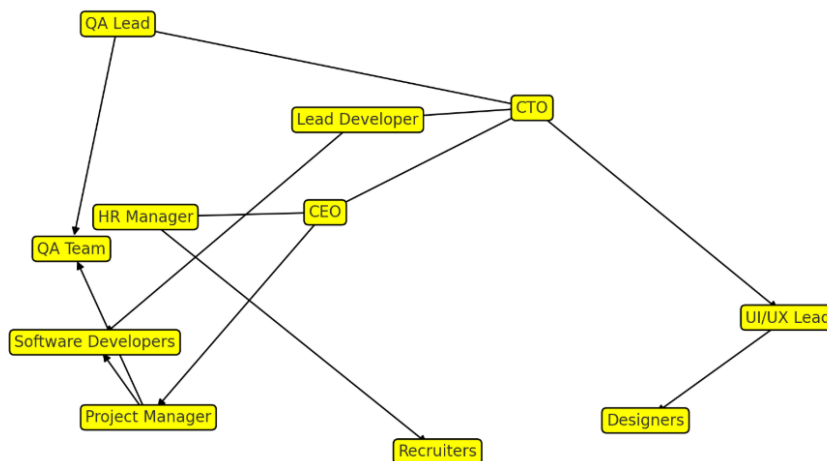 QA Lead
CTO
Lead Developer
HR Manager
CEO
QA Team
UI/UX Lead
Software Developers
Project Manager
Designers
Recruiters